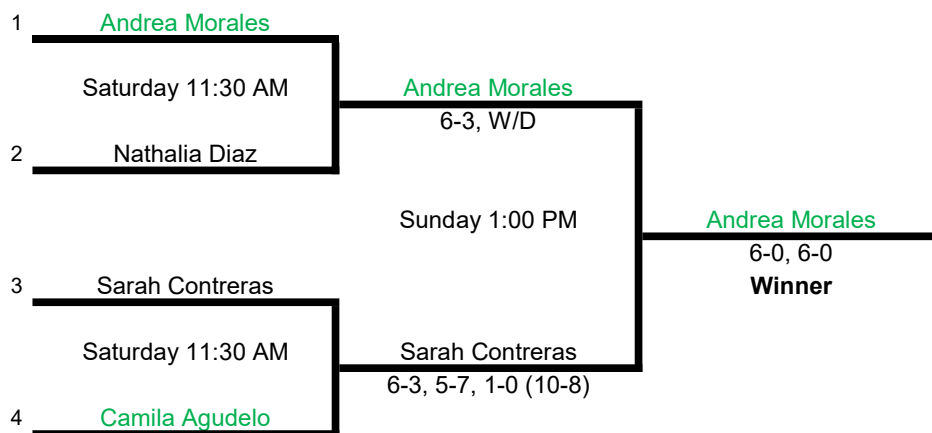 1 Andrea Morales
Saturday 11:30 AM
Andrea Morales
6-3, W/D
2 Nathalia Diaz
Sunday 1:00 PM
Andrea Morales
6-0, 6-0
Winner
3 Sarah Contreras
Saturday 11:30 AM
Sarah Contreras
6-3, 5-7, 1-0 (10-8)
4 Camila Agudelo